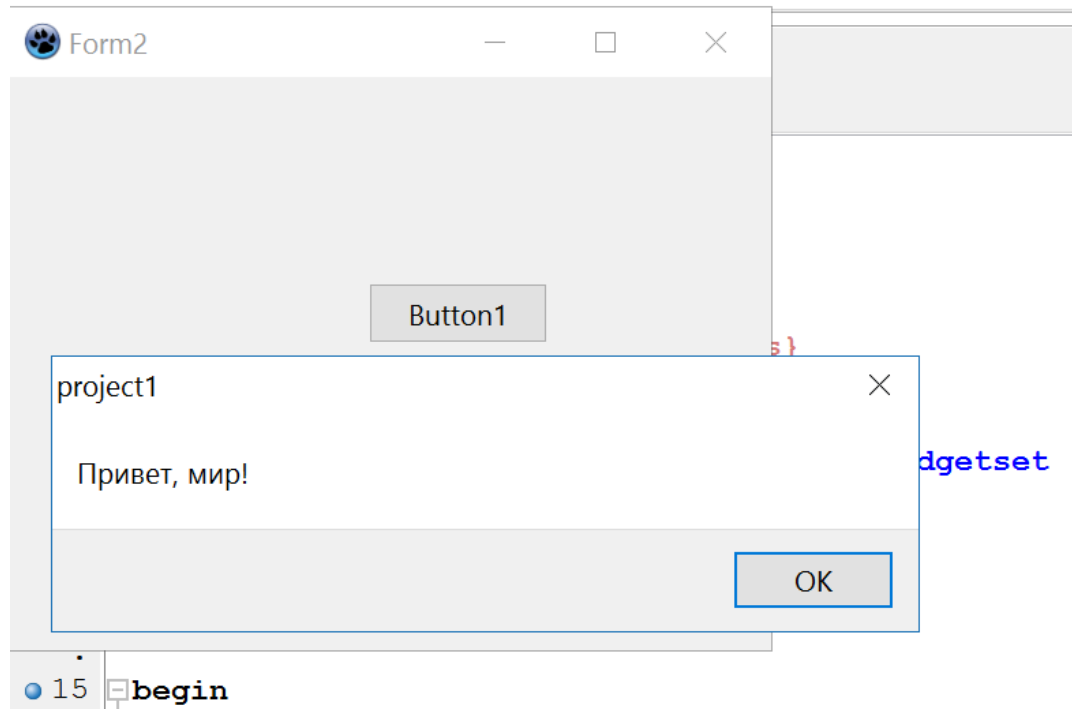 Form2
Button1
s}
project1
Привет, мир!
dgetset
OK
15 begin